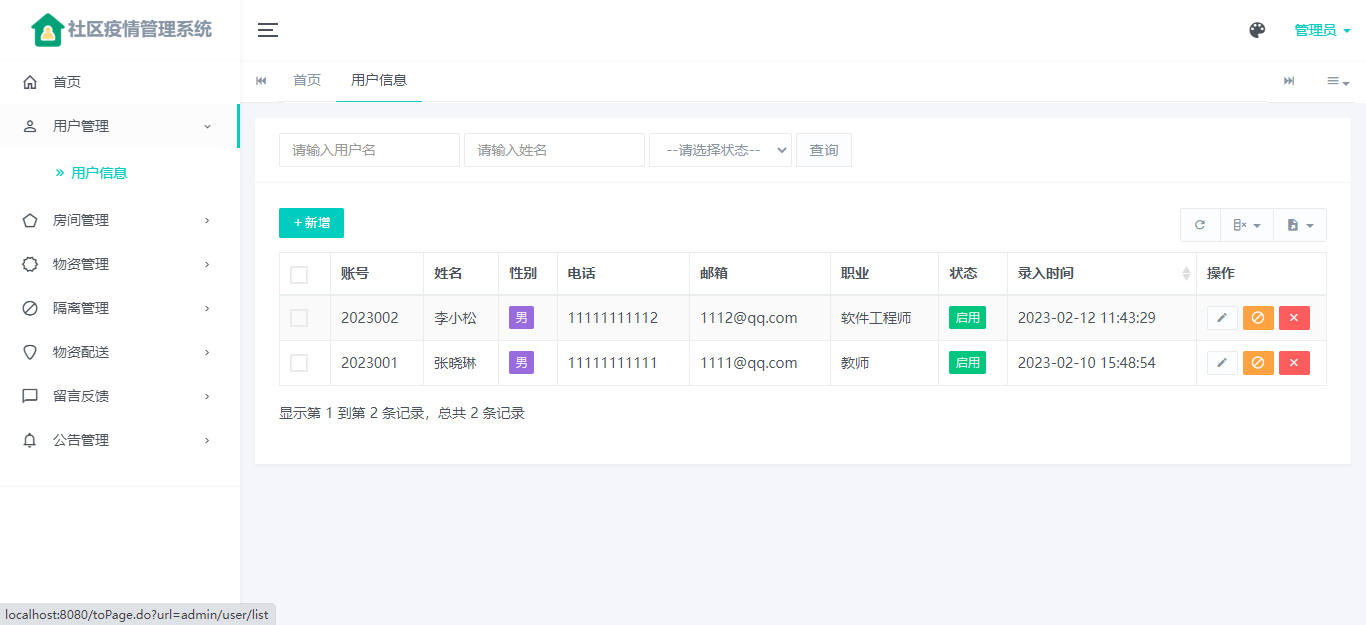 社区疫情管理系统
管理员
首页
用户管理
用户信息
房间管理
物资管理
隔离管理
物资配送
留言反馈
公告管理
首页 用户信息
请输入用户名 请输入姓名 --请选择状态-- 查询
+新增
账号 姓名 性别 电话 邮箱 职业 状态 录入时间 操作
2023002 李小松 男 11111111112 1112@qq.com 软件工程师 启用 2023-02-12 11:43:29
2023001 张晓琳 男 11111111111 1111@qq.com 教师 启用 2023-02-10 15:48:54
显示第 1 到第 2 条记录，总共 2 条记录
localhost:8080/toPage.do?url=admin/user/list